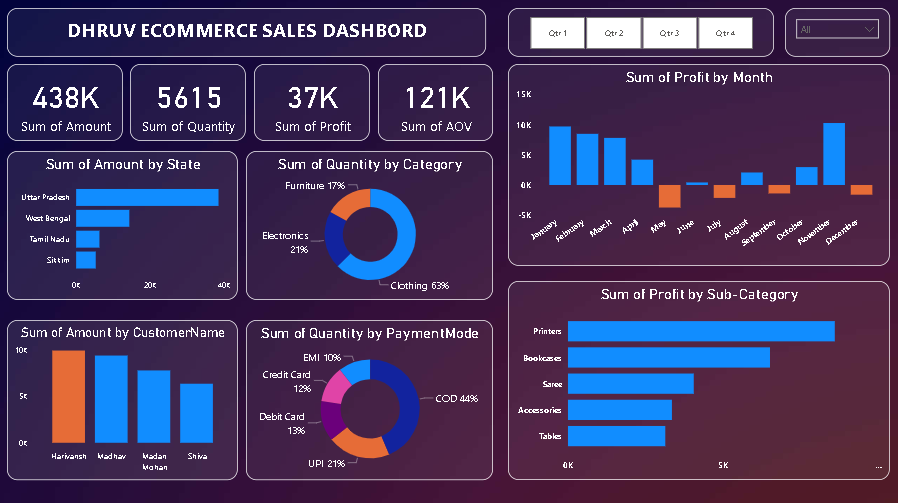 DHRUV ECOMMERCE SALES DASHBORD
Qtr 1
Qtr 2
Qtr 3
Qtr 4
All
438K
Sum of Amount
5615
Sum of Quantity
37K
Sum of Profit
121K
Sum of AOV
Sum of Profit by Month
15K
10K
5K
0K
-5K
January
February
March
April
May
June
July
August
September
October
November
December
Sum of Amount by State
Uttar Pradesh
West Bengal
Tamil Nadu
Sikkim
0K
20K
40K
Sum of Quantity by Category
Furniture 17%
Electronics
21%
Clothing 63%
Sum of Profit by Sub-Category
Printers
Bookcases
Saree
Accessories
Tables
0K
5K
...
Sum of Amount by CustomerName
10K
5K
0K
Harivansh
Madhav
Madan
Mohan
Shiva
Sum of Quantity by PaymentMode
EMI 10%
Credit Card
12%
Debit Card
13%
UPI 21%
COD 44%